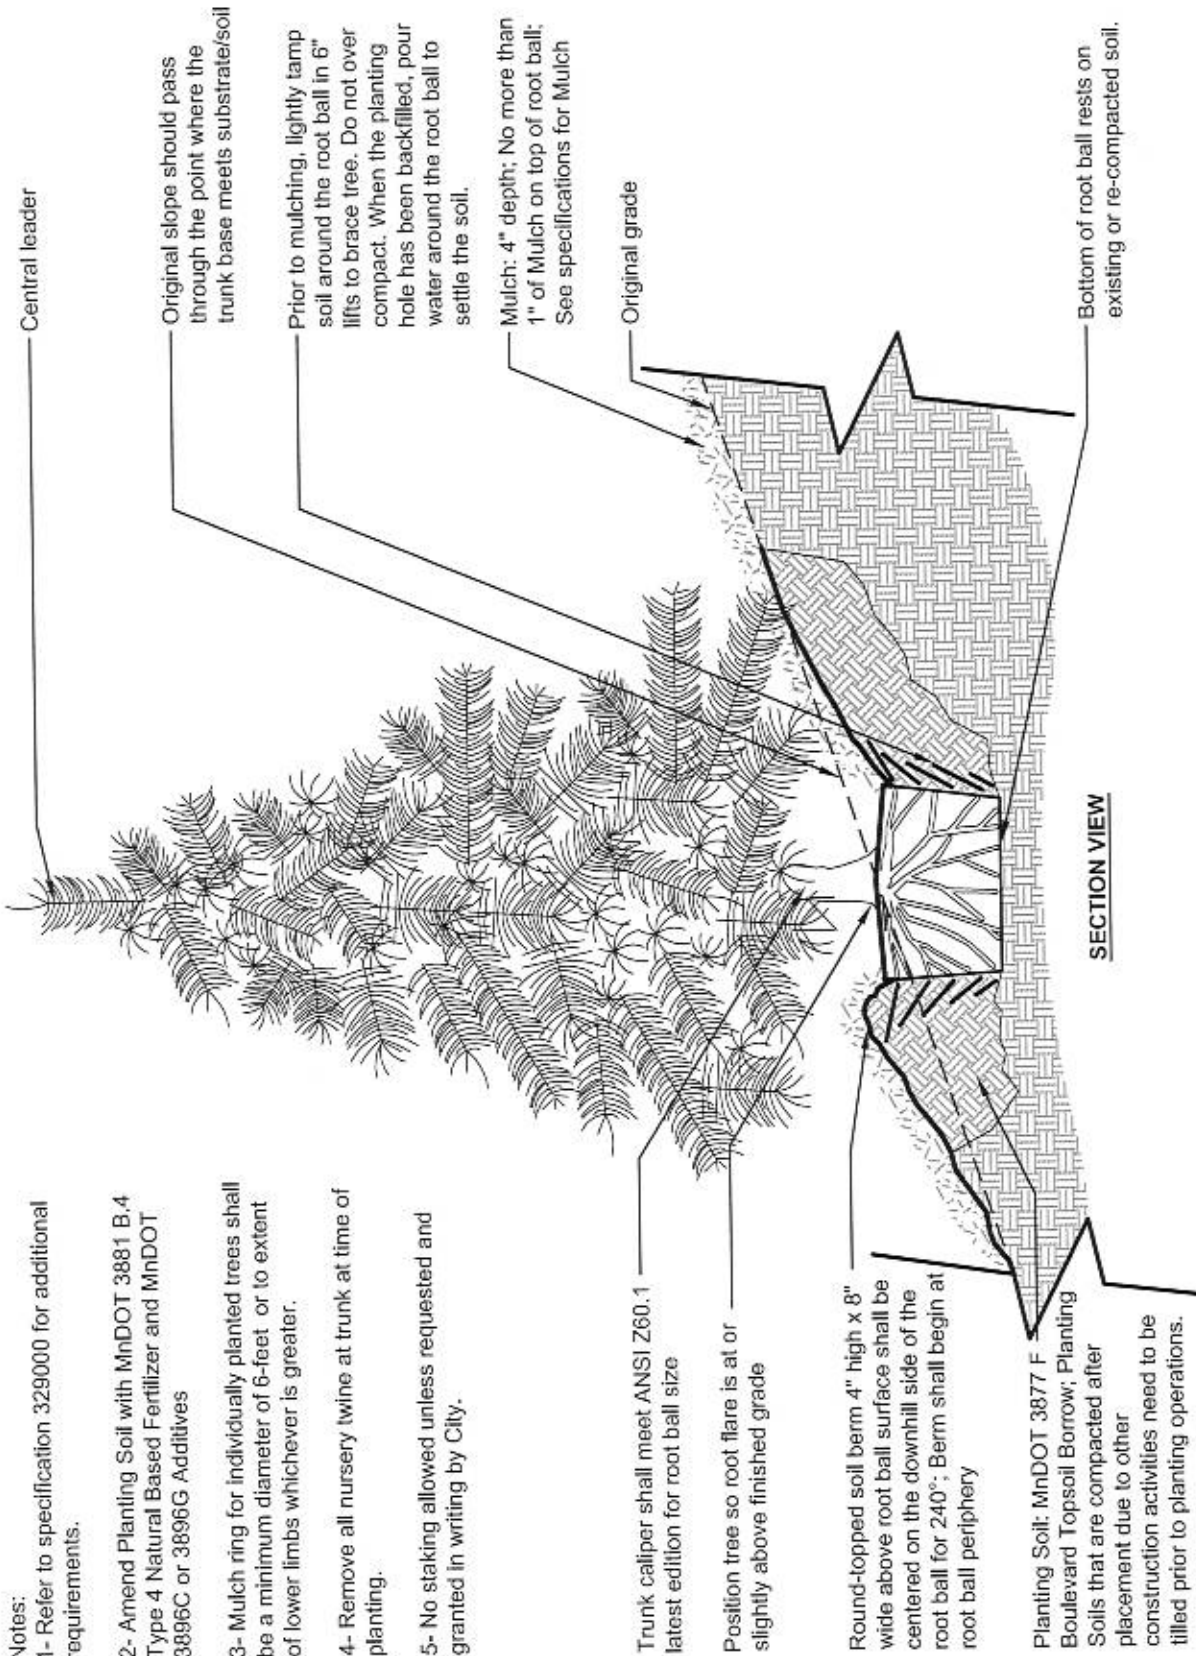 Notes:
1- Refer to specification 329000 for additional
requirements.
2- Amend Planting Soil with MnDOT 3881 B.4
Type 4 Natural Based Fertilizer and MnDOT
3896C or 3896G Additives
3- Mulch ring for individually planted trees shall
be a minimum diameter of 6-feet or to extent
of lower limbs whichever is greater.
4- Remove all nursery twine at trunk at time of
planting.
5- No staking allowed unless requested and
granted in writing by City.
Trunk caliper shall meet ANSI Z60.1
latest edition for root ball size
Position tree so root flare is at or
slightly above finished grade
Round-topped soil berm 4" high x 8"
wide above root ball surface shall be
centered on the downhill side of the
root ball for 240°; Berm shall begin at
root ball periphery
Planting Soil: MnDOT 3877 F
Boulevard Topsoil Borrow; Planting
Soils that are compacted after
placement due to other
construction activities need to be
tilled prior to planting operations.
Central leader
Original slope should pass
through the point where the
trunk base meets substrate/soil
Prior to mulching, lightly tamp
soil around the root ball in 6"
lifts to brace tree. Do not over
compact. When the planting
hole has been backfilled, pour
water around the root ball to
settle the soil.
Mulch: 4" depth; No more than
1" of Mulch on top of root ball;
See specifications for Mulch
Original grade
Bottom of root ball rests on
existing or re-compacted soil.
SECTION VIEW